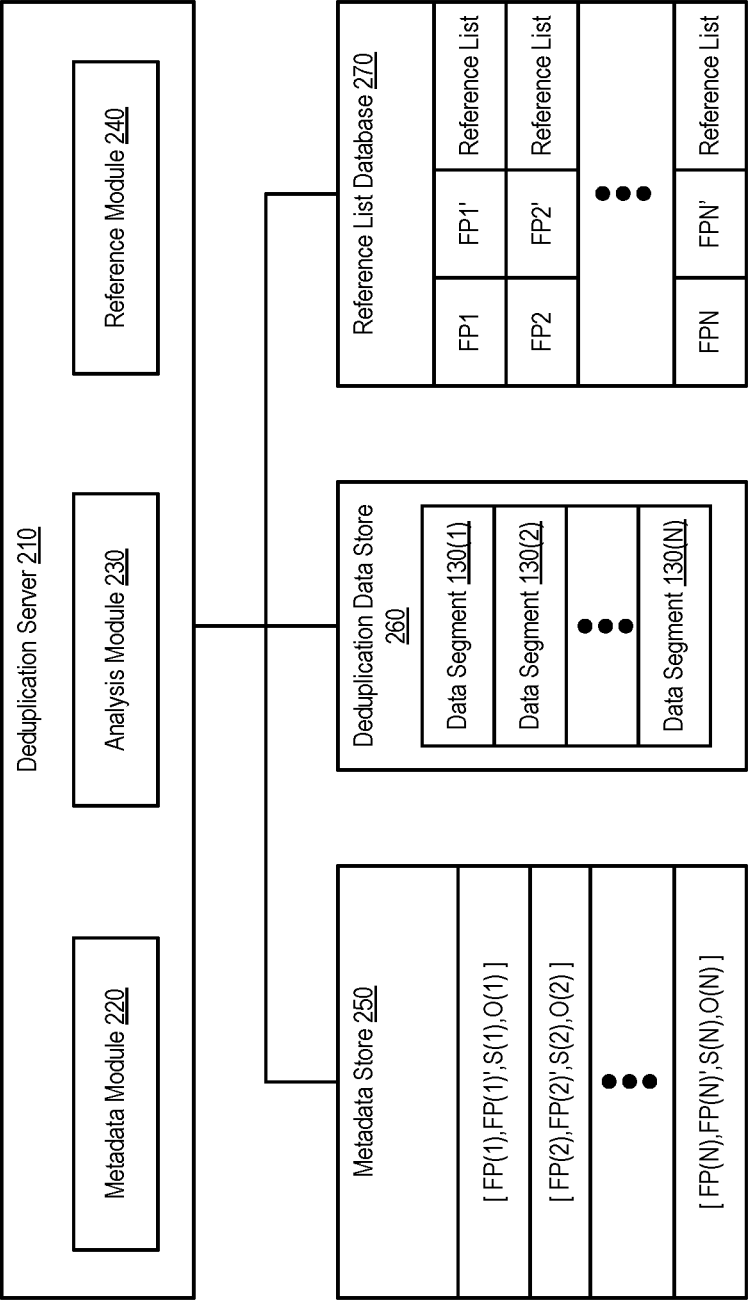 Deduplication Server 210
Metadata Module 220
Analysis Module 230
Reference Module 240
Metadata Store 250
[ FP(1),FP(1)',S(1),O(1) ]
[ FP(2),FP(2)',S(2),O(2) ]
[ FP(N),FP(N)',S(N),O(N) ]
Deduplication Data Store
260
Data Segment 130(1)
Data Segment 130(2)
Data Segment 130(N)
Reference List Database 270
FP1 FP1' Reference List
FP2 FP2' Reference List
FPN FPN' Reference List